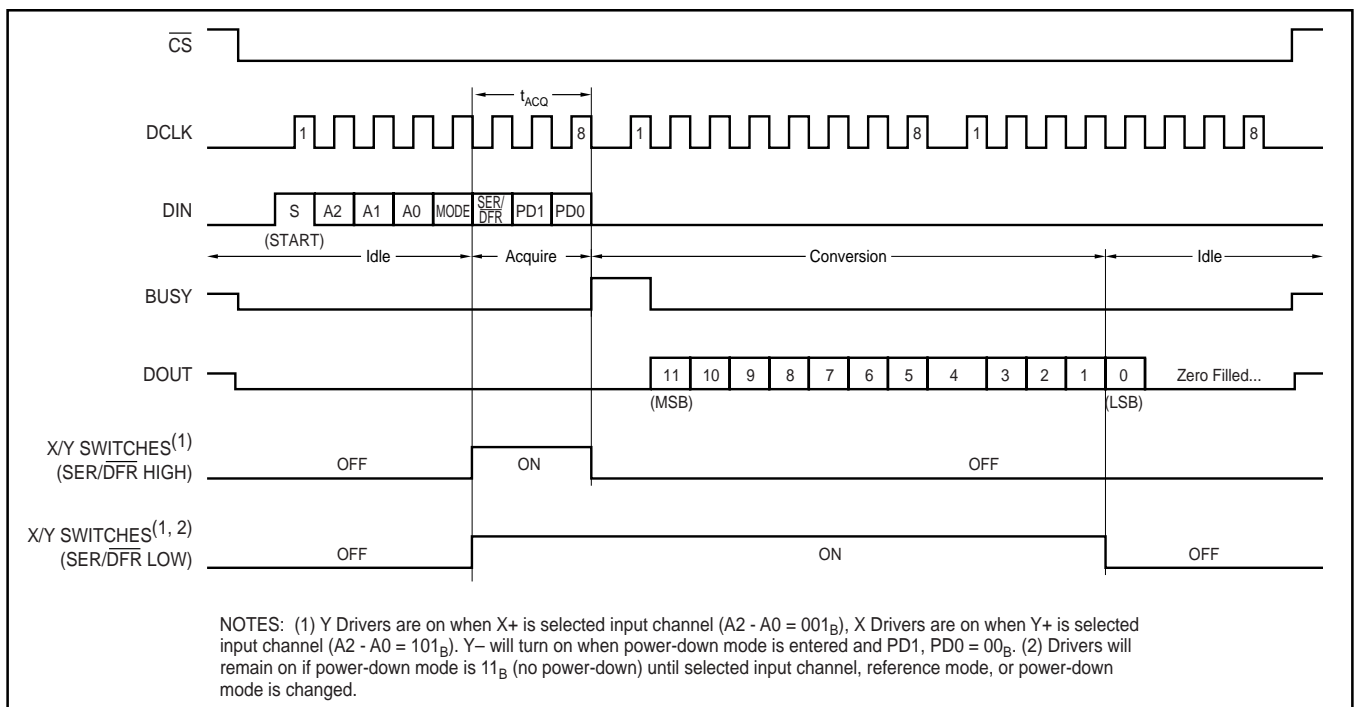 CS
tACQ
DCLK 1 8 1 8 1 8
DIN S A2 A1 A0 MODE SER/DFR PD1 PD0
(START)
Idle Acquire Conversion Idle
BUSY
DOUT 11 10 9 8 7 6 5 4 3 2 1 0 Zero Filled...
(MSB) (LSB)
X/Y SWITCHES(1)
(SER/DFR HIGH) OFF ON OFF
X/Y SWITCHES(1, 2)
(SER/DFR LOW) OFF ON OFF
NOTES: (1) Y Drivers are on when X+ is selected input channel (A2 - A0 = 001B), X Drivers are on when Y+ is selected
input channel (A2 - A0 = 101B). Y– will turn on when power-down mode is entered and PD1, PD0 = 00B. (2) Drivers will
remain on if power-down mode is 11B (no power-down) until selected input channel, reference mode, or power-down
mode is changed.